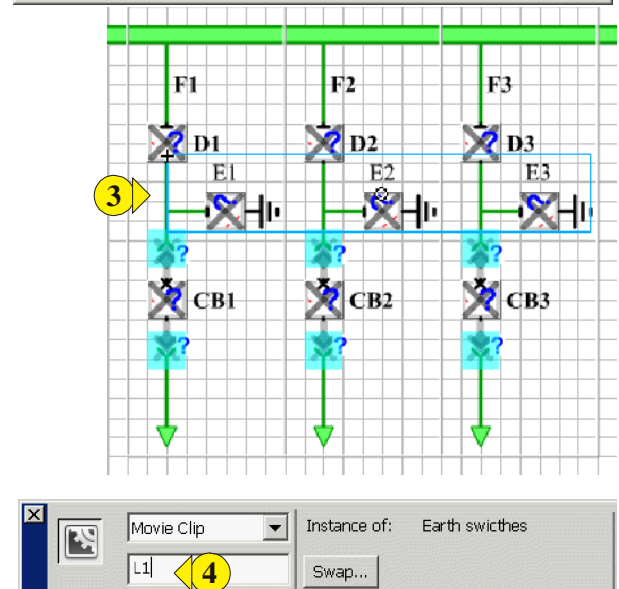 F1 F2 F3
? D1 ? D2 ? D3
E1 E2 E3
3 ? ? ?
? ? ?
? CB1 ? CB2 ? CB3
? ? ?
Movie Clip Instance of: Earth swicthes
L1 4 Swap...